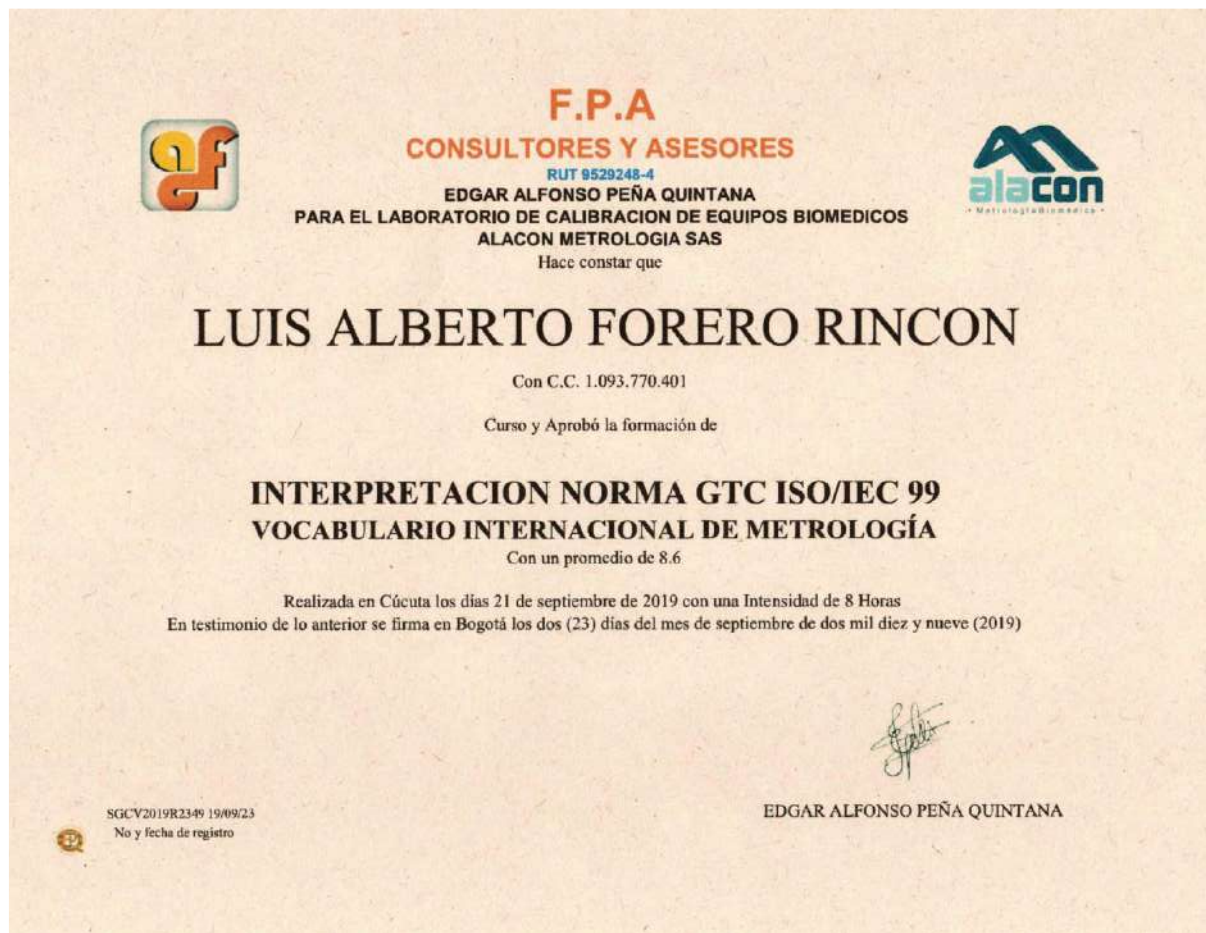 F.P.A
CONSULTORES Y ASESORES
RUT 9529248-4
EDGAR ALFONSO PEÑA QUINTANA
PARA EL LABORATORIO DE CALIBRACION DE EQUIPOS BIOMEDICOS
ALACON METROLOGIA SAS
Hace constar que
alacon
• MetrologíaBiomédica •
LUIS ALBERTO FORERO RINCON
Con C.C. 1.093.770.401
Curso y Aprobó la formación de
INTERPRETACION NORMA GTC ISO/IEC 99
VOCABULARIO INTERNACIONAL DE METROLOGÍA
Con un promedio de 8.6
Realizada en Cúcuta los días 21 de septiembre de 2019 con una Intensidad de 8 Horas
En testimonio de lo anterior se firma en Bogotá los dos (23) días del mes de septiembre de dos mil diez y nueve (2019)
SGCV2019R2349 19/09/23
No y fecha de registro
EDGAR ALFONSO PEÑA QUINTANA